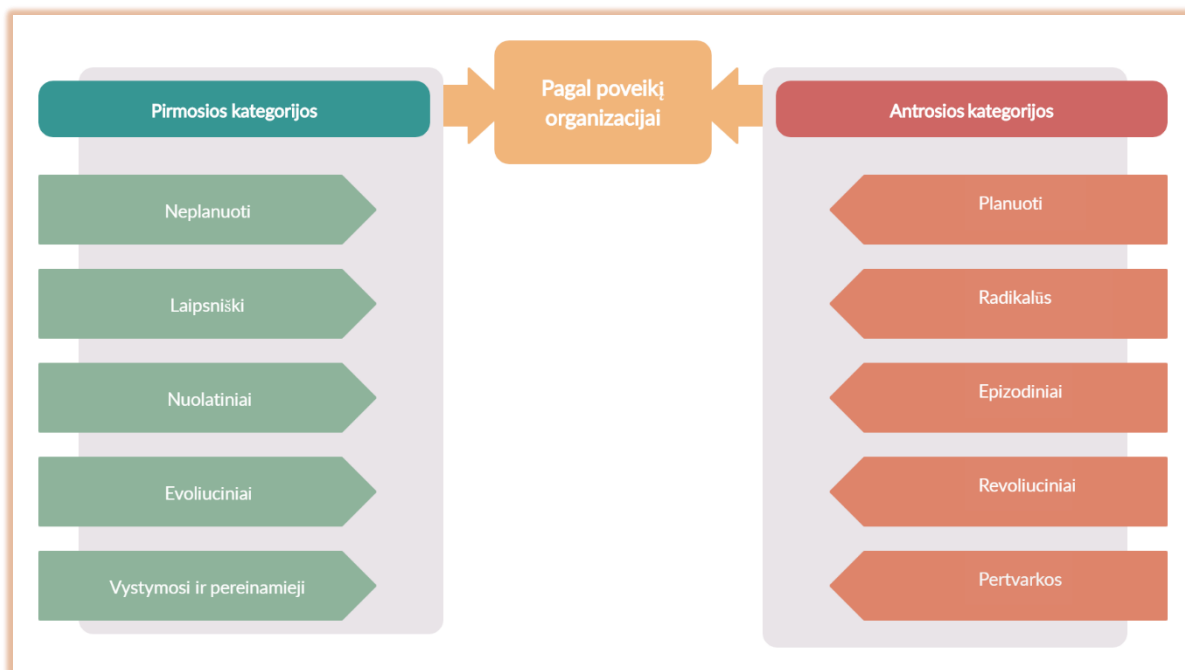 Pagal poveikį
organizacijai
Pirmosios kategorijos
Antrosios kategorijos
Neplanuoti
Planuoti
Laipsniški
Radikalūs
Nuolatiniai
Epizodiniai
Evoliuciniai
Revoliuciniai
Vystymosi ir pereinamieji
Pertvarkos